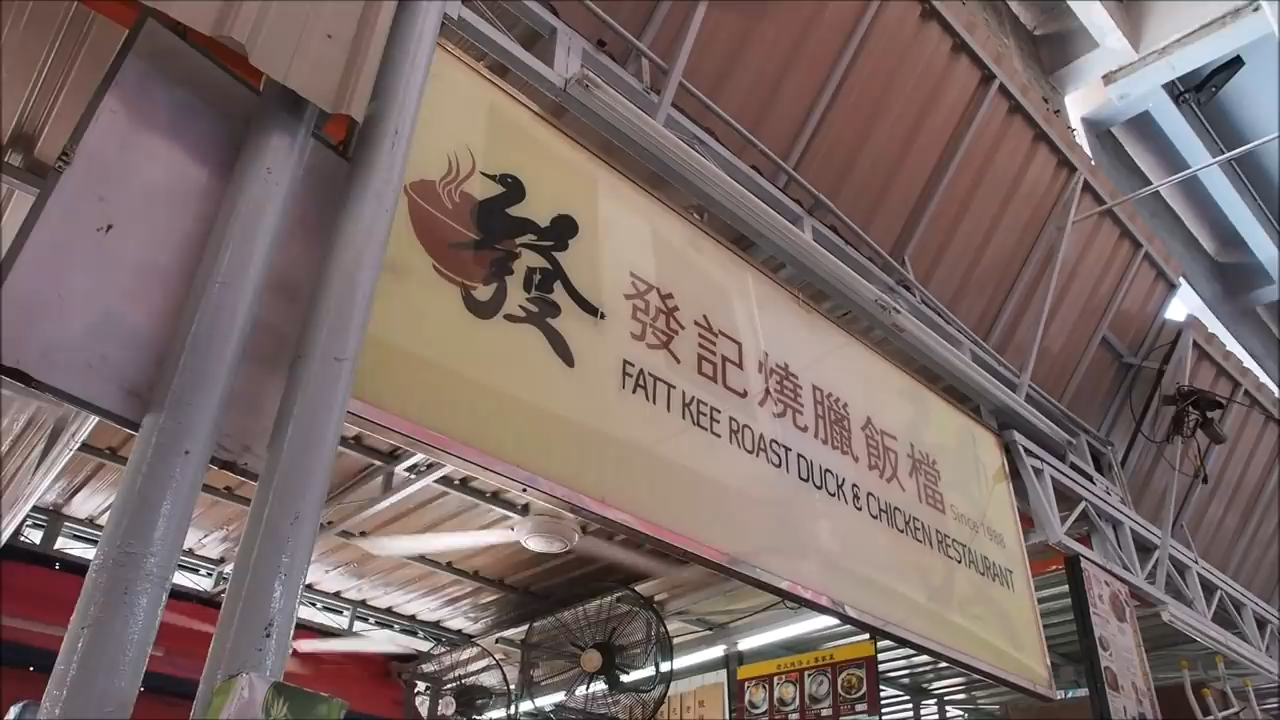 發
發記燒臘飯檔
Since 1988
FATT KEE ROAST DUCK & CHICKEN RESTAURANT